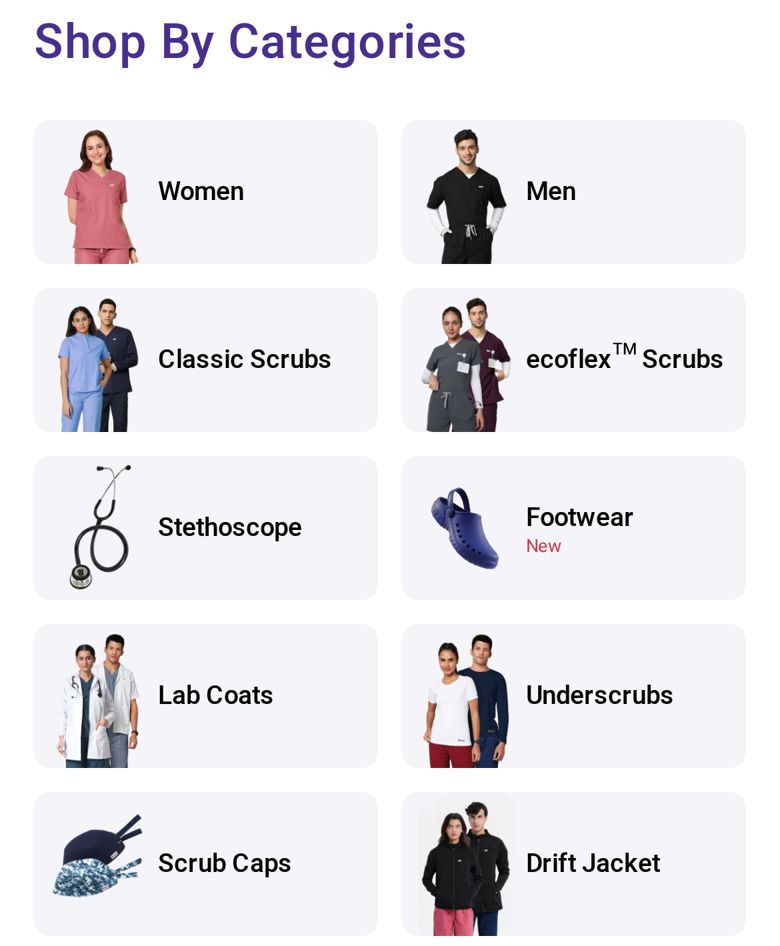 Shop By Categories
Women
Men
Classic Scrubs
ecoflex™ Scrubs
Stethoscope
Footwear
New
Lab Coats
Underscrubs
Scrub Caps
Drift Jacket